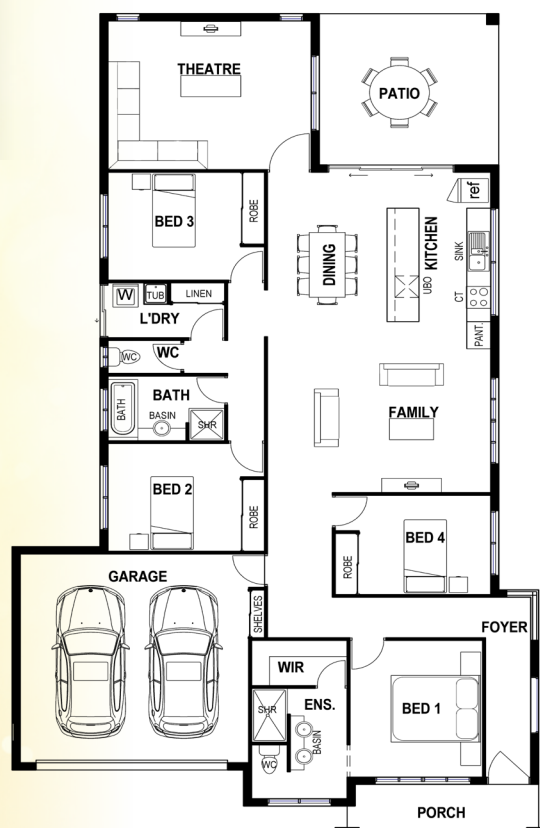 THEATRE
PATIO
BED 3
ROBE
ref
DINING
KITCHEN
UBO
SINK
CT
PANT.
W
TUB
LINEN
L'DRY
WC
WC
BATH
BATH
BASIN
SHR
FAMILY
BED 2
ROBE
BED 4
ROBE
GARAGE
SHELVES
FOYER
WIR
SHR
ENS.
BASIN
WC
BED 1
PORCH